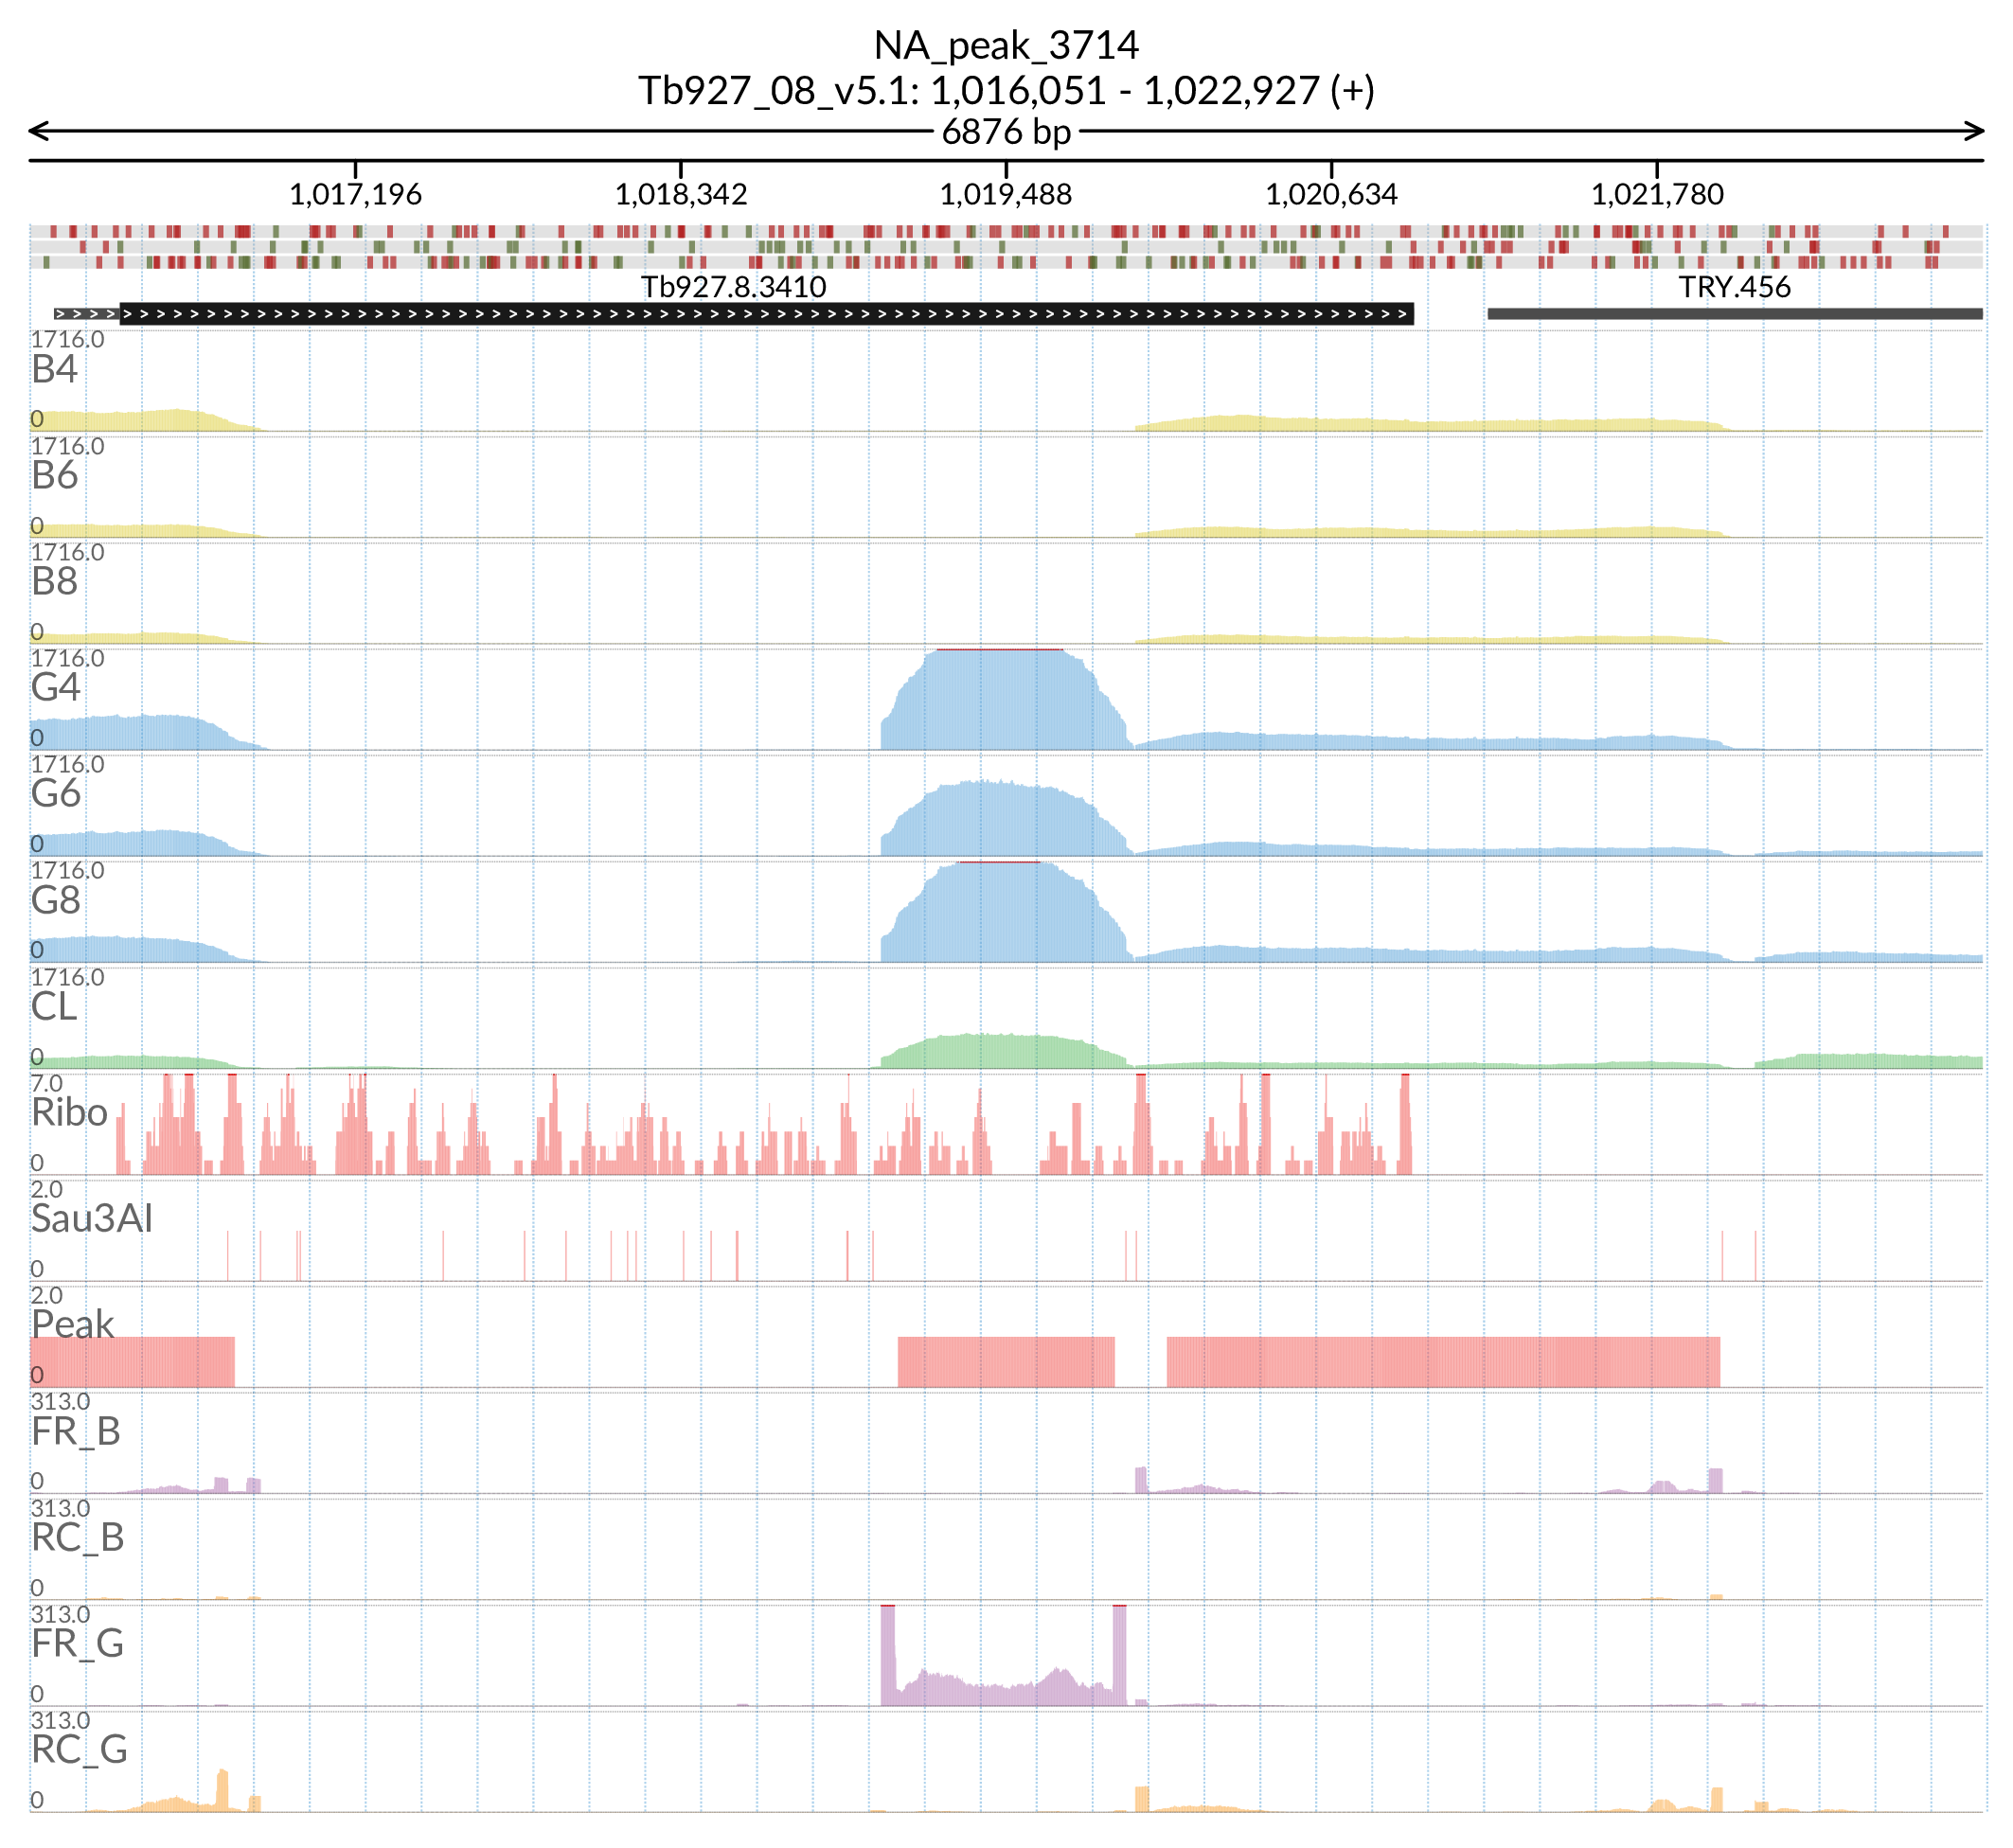 NA_peak_3714
Tb927_08_v5.1: 1,016,051 - 1,022,927 (+)
6876 bp
1,017,196 1,018,342 1,019,488 1,020,634 1,021,780
Tb927.8.3410 TRY.456
1716.0
B4
0
1716.0
B6
0
1716.0
B8
0
1716.0
G4
0
1716.0
G6
0
1716.0
G8
0
1716.0
CL
0
7.0
Ribo
0
2.0
Sau3AI
0
2.0
Peak
0
313.0
FR_B
0
313.0
RC_B
0
313.0
FR_G
0
313.0
RC_G
0